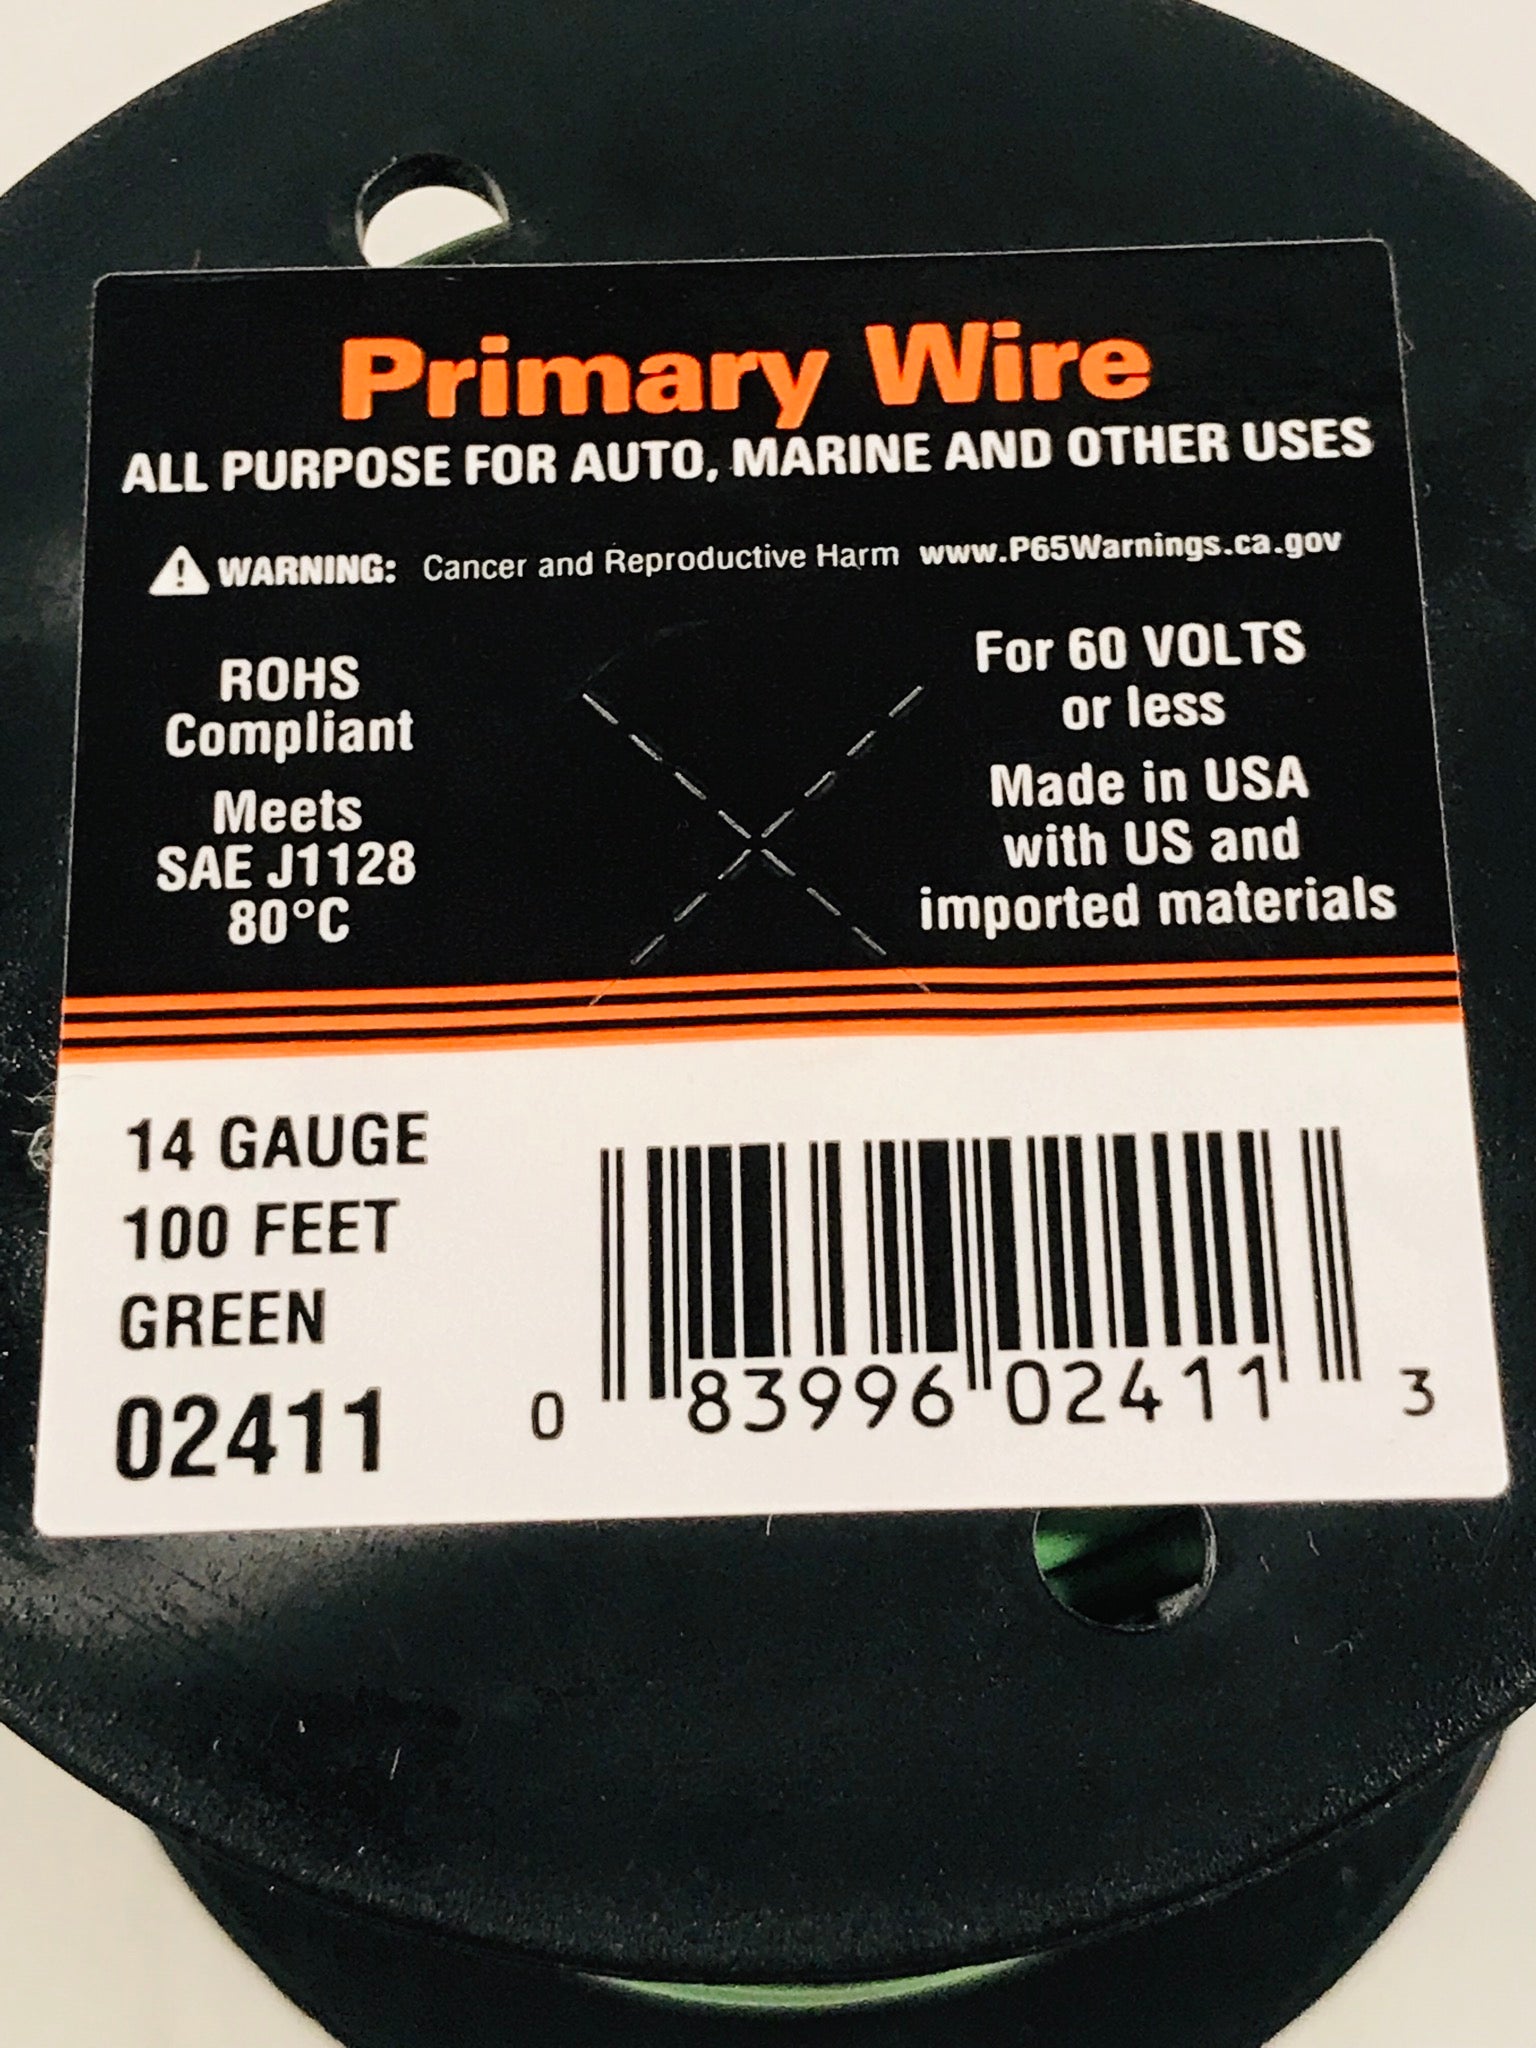 Primary Wire
ALL PURPOSE FOR AUTO, MARINE AND OTHER USES
WARNING: Cancer and Reproductive Harm www.P65Warnings.ca.gov
ROHS
Compliant
Meets
SAE J1128
80°C
For 60 VOLTS
or less
Made in USA
with US and
imported materials
14 GAUGE
100 FEET
GREEN
02411
0 83996 02411 3